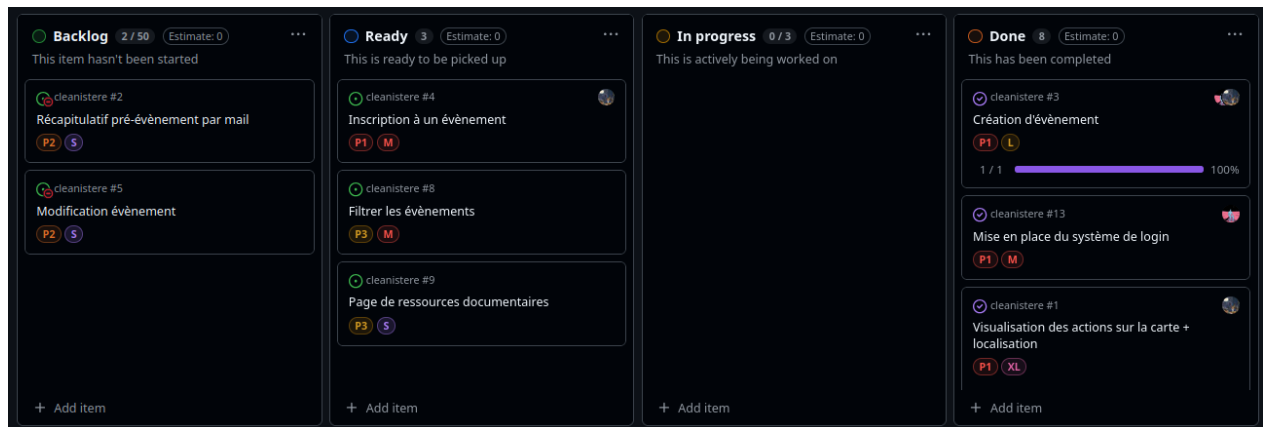 Backlog 2 / 50 Estimate: 0 ...
This item hasn't been started
cleanistere #2
Récapitulatif pré-évènement par mail
P2 S
cleanistere #5
Modification évènement
P2 S
+ Add item
Ready 3 Estimate: 0 ...
This is ready to be picked up
cleanistere #4
Inscription à un évènement
P1 M
cleanistere #8
Filtrer les évènements
P3 M
cleanistere #9
Page de ressources documentaires
P3 S
+ Add item
In progress 0 / 3 Estimate: 0 ...
This is actively being worked on
+ Add item
Done 8 Estimate: 0 ...
This has been completed
cleanistere #3
Création d'évènement
P1 L
1 / 1 100%
cleanistere #13
Mise en place du système de login
P1 M
cleanistere #1
Visualisation des actions sur la carte +
localisation
P1 XL
+ Add item